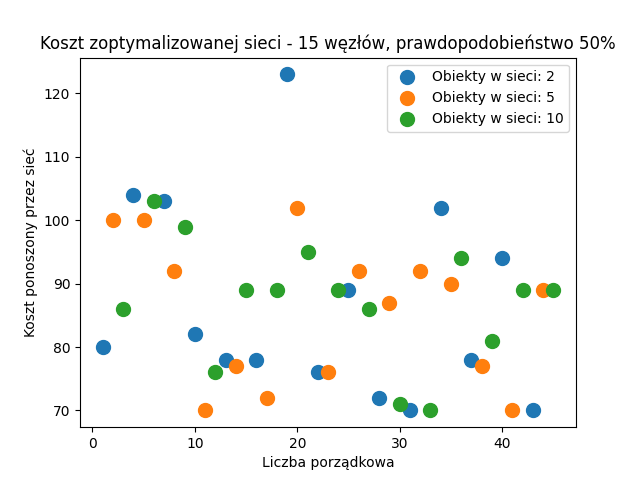 Koszt zoptymalizowanej sieci - 15 węzłów, prawdopodobieństwo 50%
Obiekty w sieci: 2
Obiekty w sieci: 5
Obiekty w sieci: 10
Koszt ponoszony przez sieć
120
110
100
90
80
70
0
10
20
30
40
Liczba porządkowa